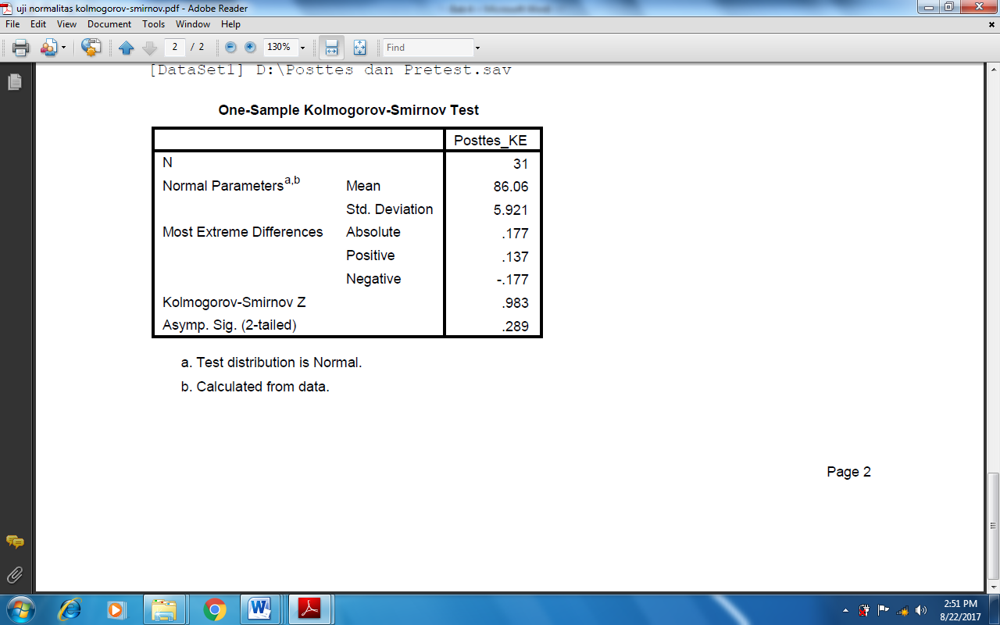 uji normalitas kolmogorov-smirnov.pdf - Adobe Reader
File Edit View Document Tools Window Help
2 / 2 130% Find
[DataSet1] D:\Posttes dan Pretest.sav
One-Sample Kolmogorov-Smirnov Test
Posttes_KE
N 31
Normal Parametersa,b Mean 86.06
Std. Deviation 5.921
Most Extreme Differences Absolute .177
Positive .137
Negative -.177
Kolmogorov-Smirnov Z .983
Asymp. Sig. (2-tailed) .289
a. Test distribution is Normal.
b. Calculated from data.
Page 2
2:51 PM
8/22/2017